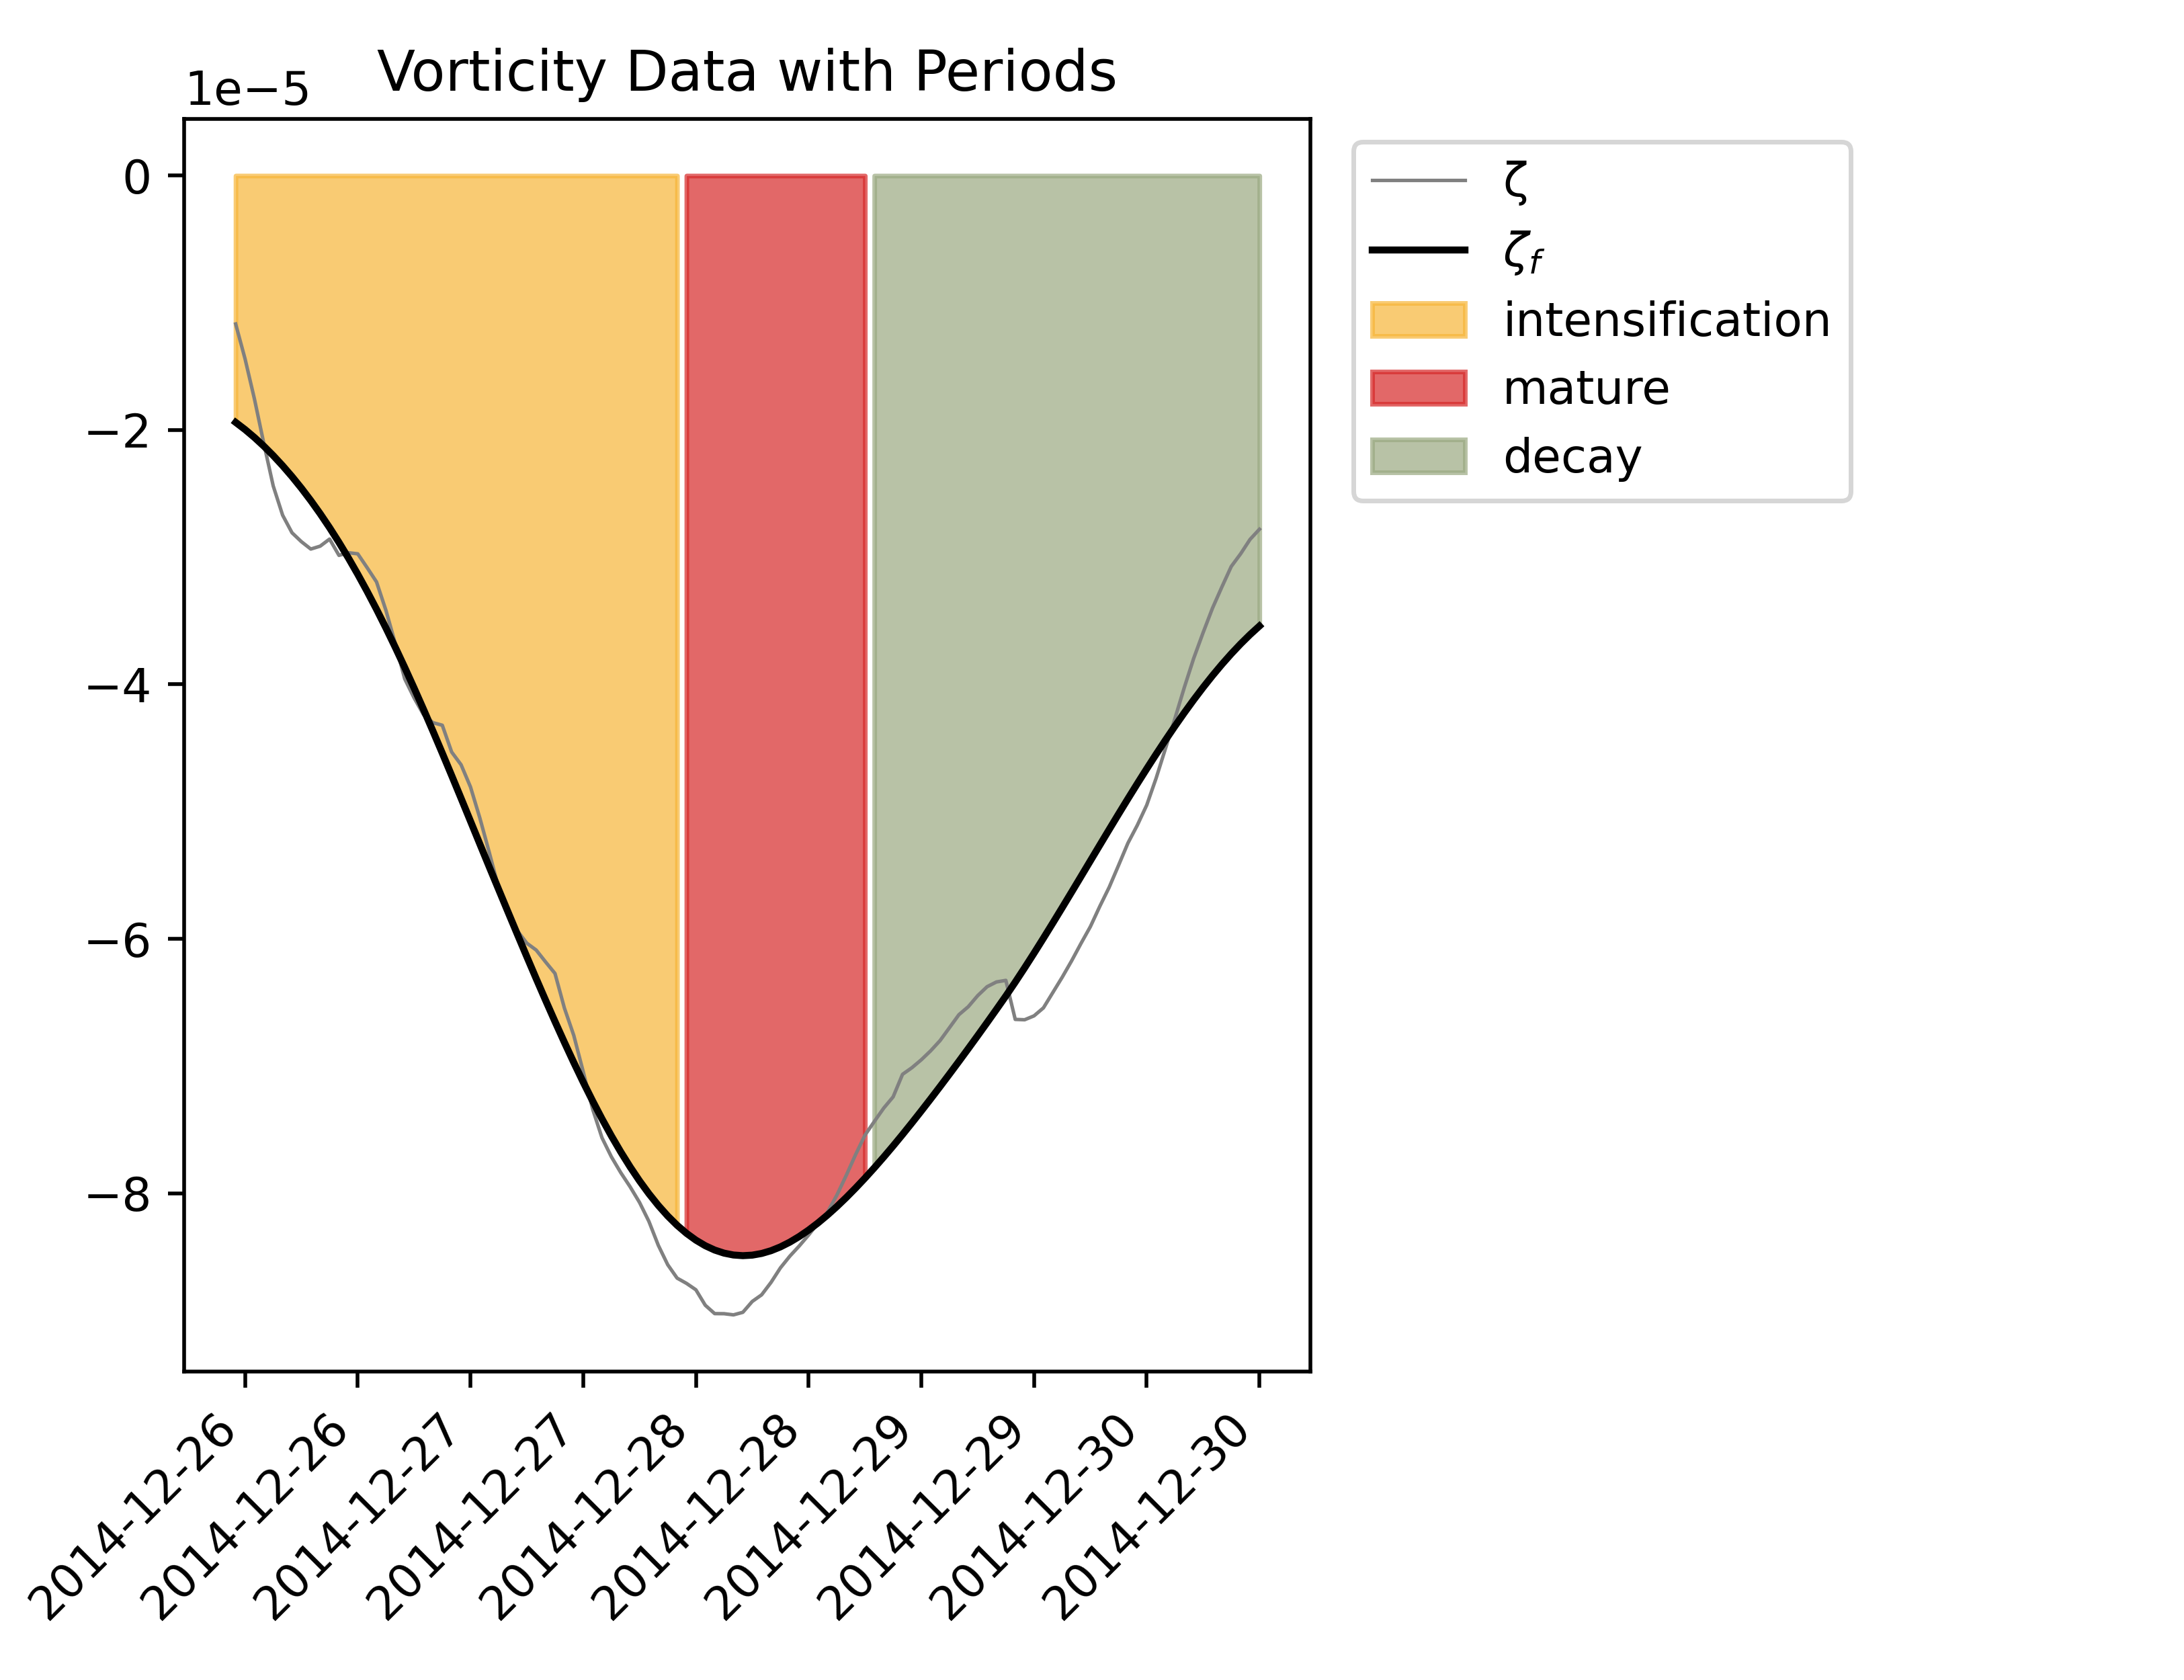 Vorticity Data with Periods
1e−5
0
−2
−4
−6
−8
2014-12-26
2014-12-26
2014-12-27
2014-12-27
2014-12-28
2014-12-28
2014-12-29
2014-12-29
2014-12-30
2014-12-30
ζ
ζf
intensification
mature
decay